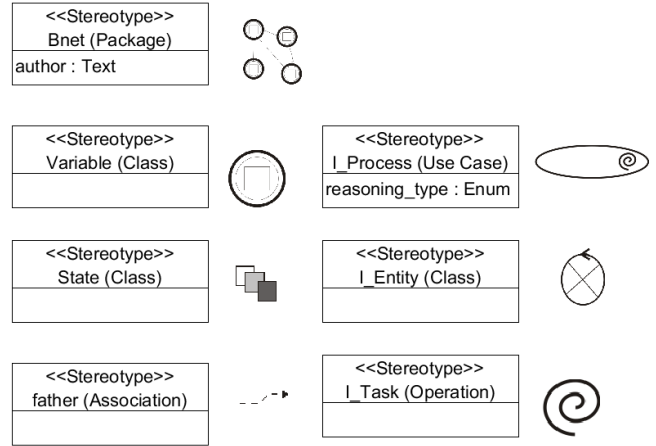 <<Stereotype>>
Bnet (Package)
author : Text
<<Stereotype>>
Variable (Class)
<<Stereotype>>
I_Process (Use Case)
reasoning_type : Enum
<<Stereotype>>
State (Class)
<<Stereotype>>
I_Entity (Class)
<<Stereotype>>
father (Association)
<<Stereotype>>
I_Task (Operation)